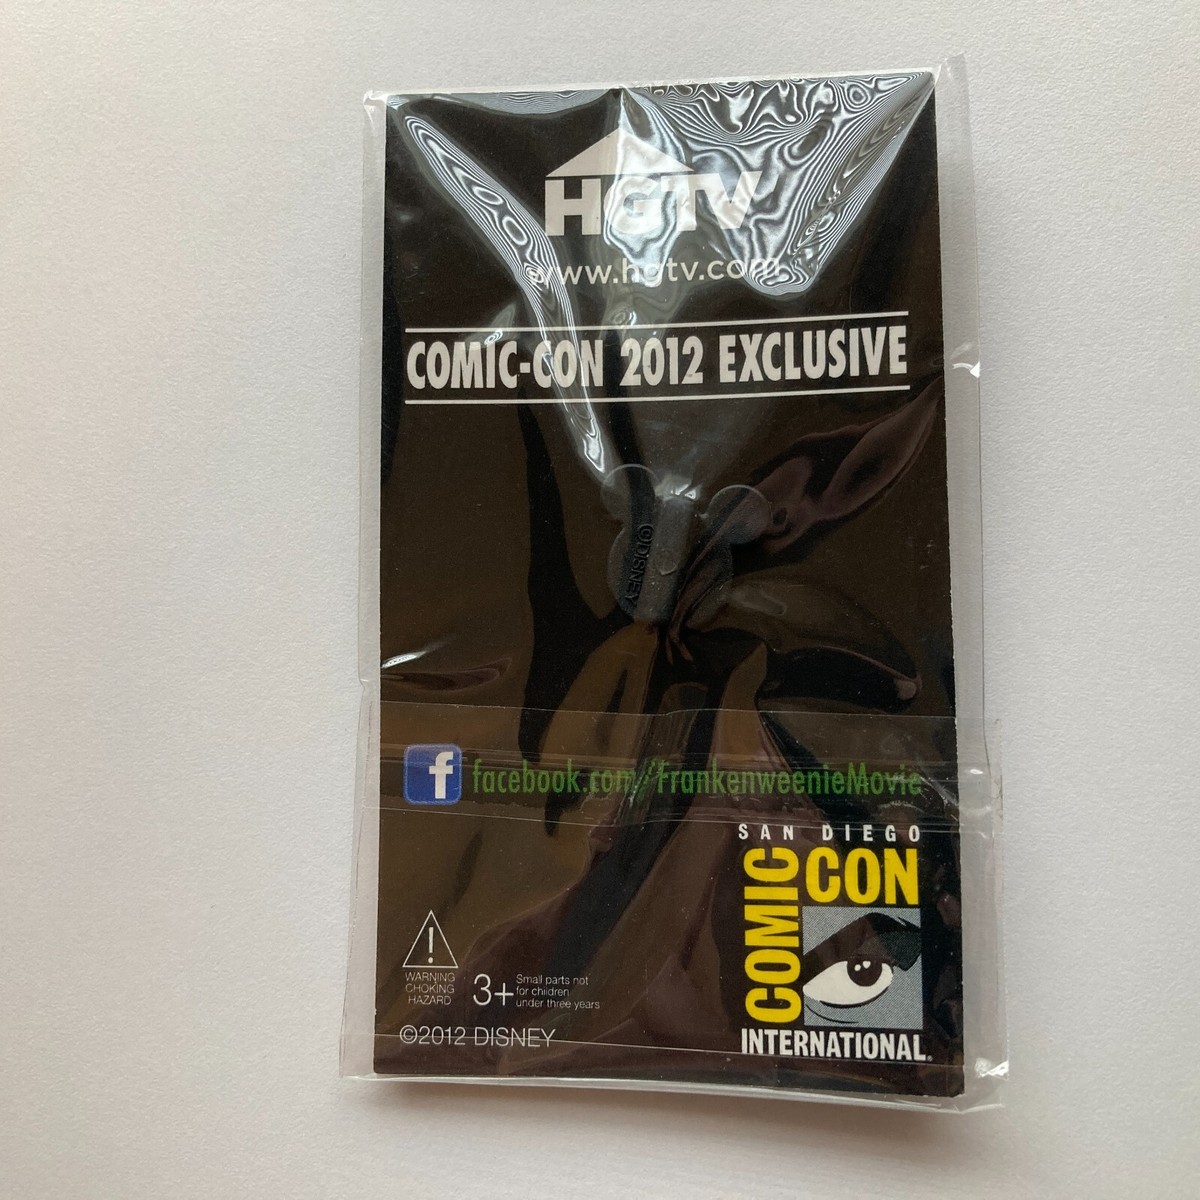 HGTV
www.hgtv.com
COMIC-CON 2012 EXCLUSIVE
©DISNEY
f facebook.com/FrankenweenieMovie
SAN DIEGO
COMIC CON
INTERNATIONAL®
!
WARNING
CHOKING
HAZARD
3+
Small parts not
for children
under three years
©2012 DISNEY